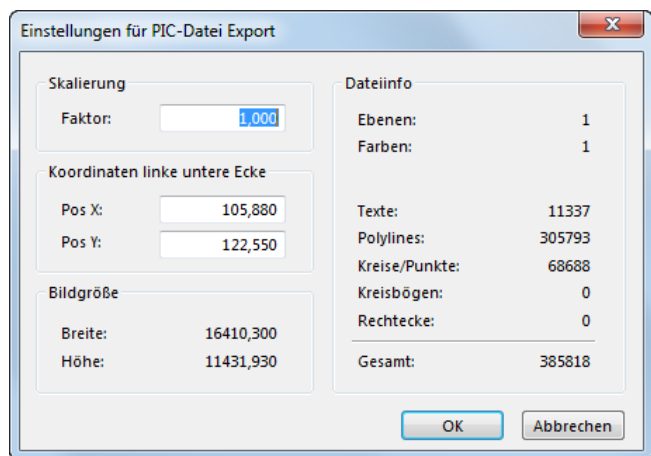 Einstellungen für PIC-Datei Export
Skalierung
Faktor: 1,000
Koordinaten linke untere Ecke
Pos X: 105,880
Pos Y: 122,550
Bildgröße
Breite: 16410,300
Höhe: 11431,930
Dateiinfo
Ebenen: 1
Farben: 1
Texte: 11337
Polylines: 305793
Kreise/Punkte: 68688
Kreisbögen: 0
Rechtecke: 0
Gesamt: 385818
OK Abbrechen